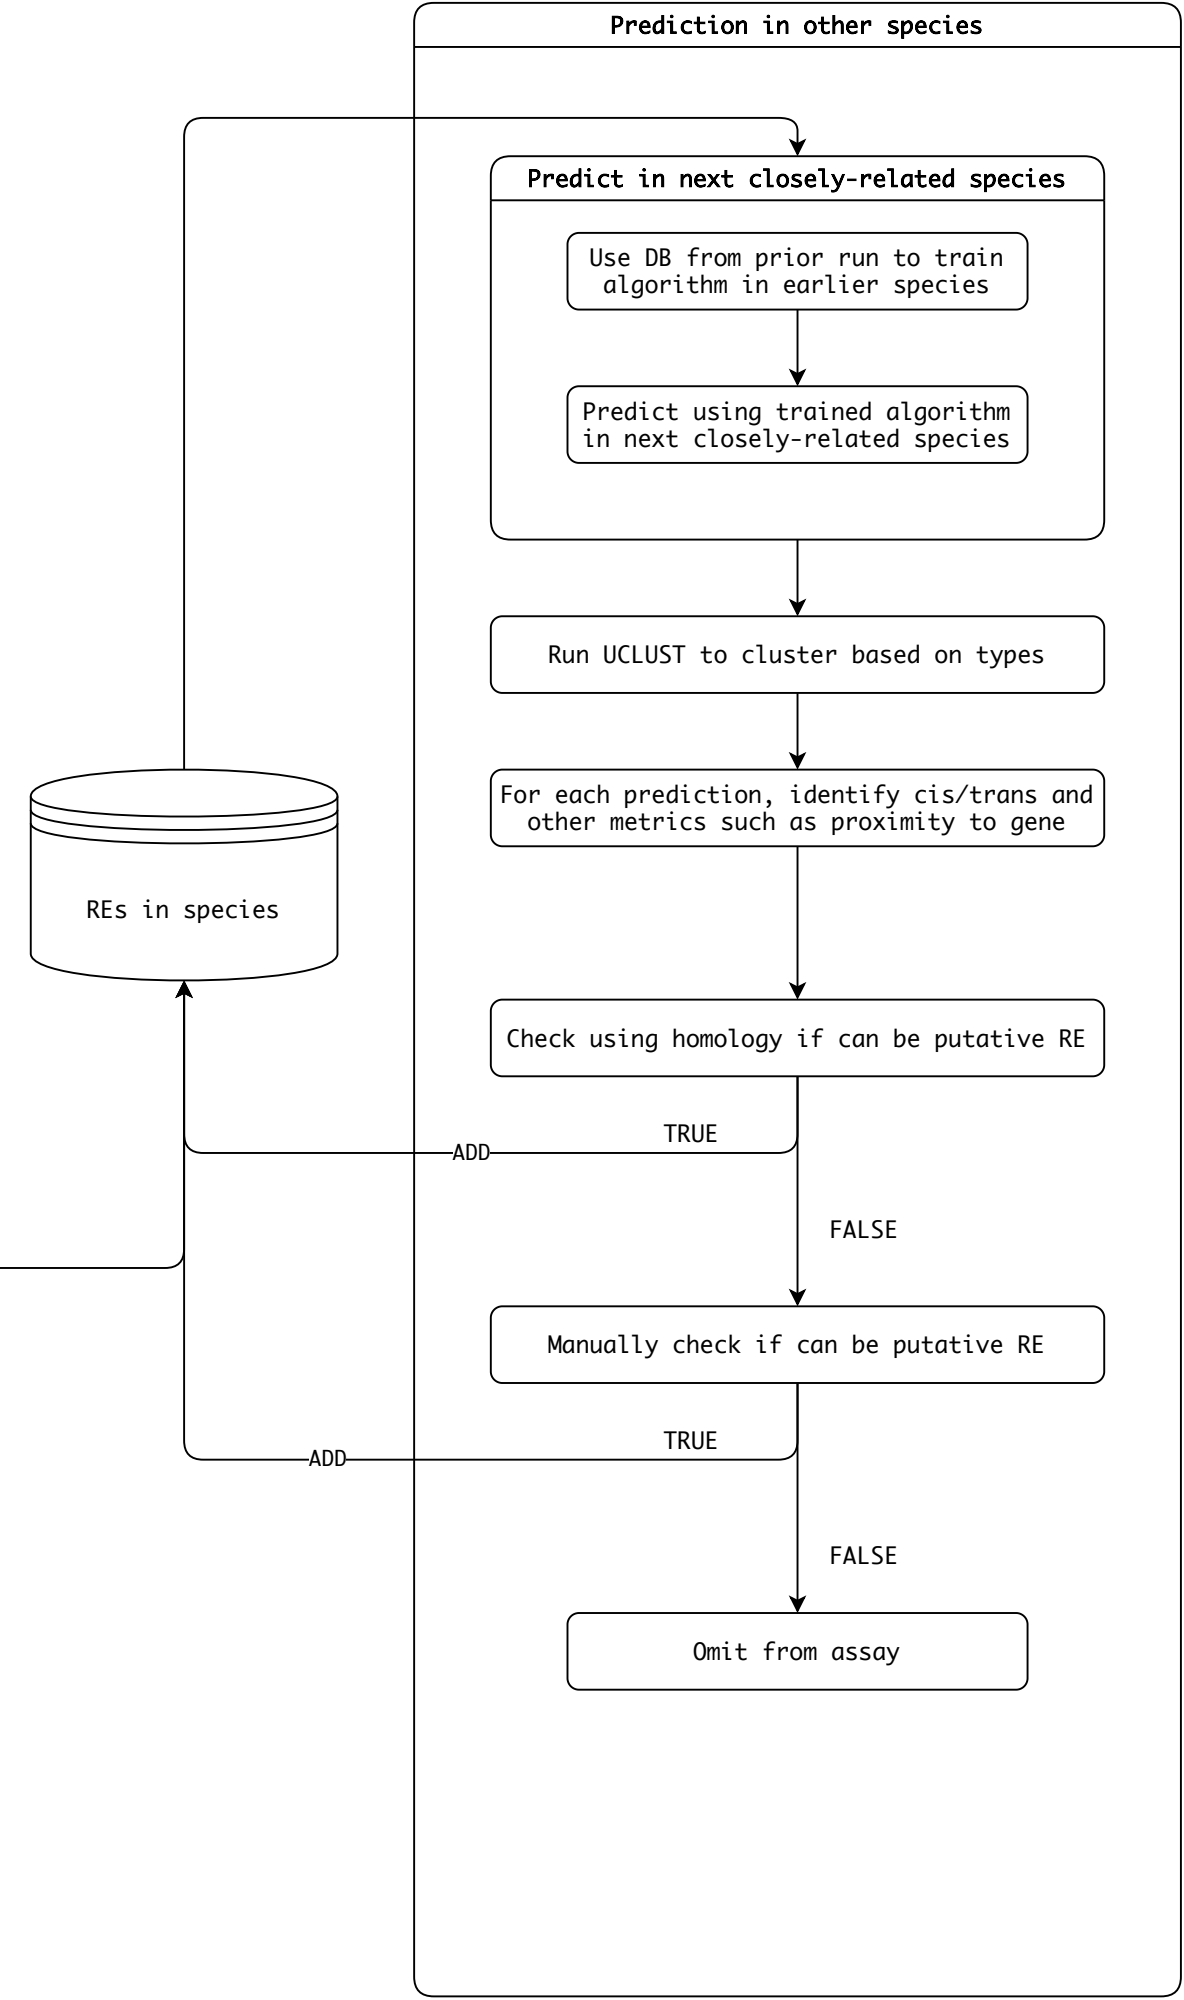 Prediction in other species
Predict in next closely-related species
Use DB from prior run to train
algorithm in earlier species
Predict using trained algorithm
in next closely-related species
Run UCLUST to cluster based on types
For each prediction, identify cis/trans and
other metrics such as proximity to gene
REs in species
Check using homology if can be putative RE
TRUE
ADD
FALSE
Manually check if can be putative RE
TRUE
ADD
FALSE
Omit from assay